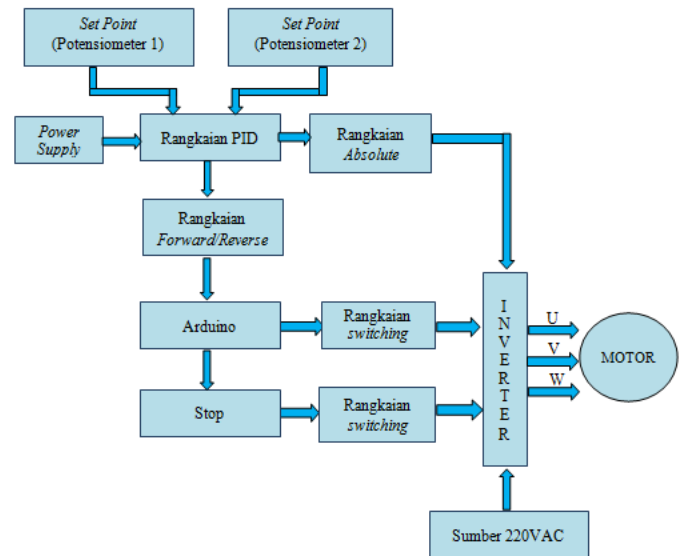 Set Point
(Potensiometer 1)
Set Point
(Potensiometer 2)
Power
Supply
Rangkaian PID
Rangkaian
Absolute
Rangkaian
Forward/Reverse
Arduino
Rangkaian
switching
Stop
Rangkaian
switching
INVERTER
U
V
W
MOTOR
Sumber 220VAC